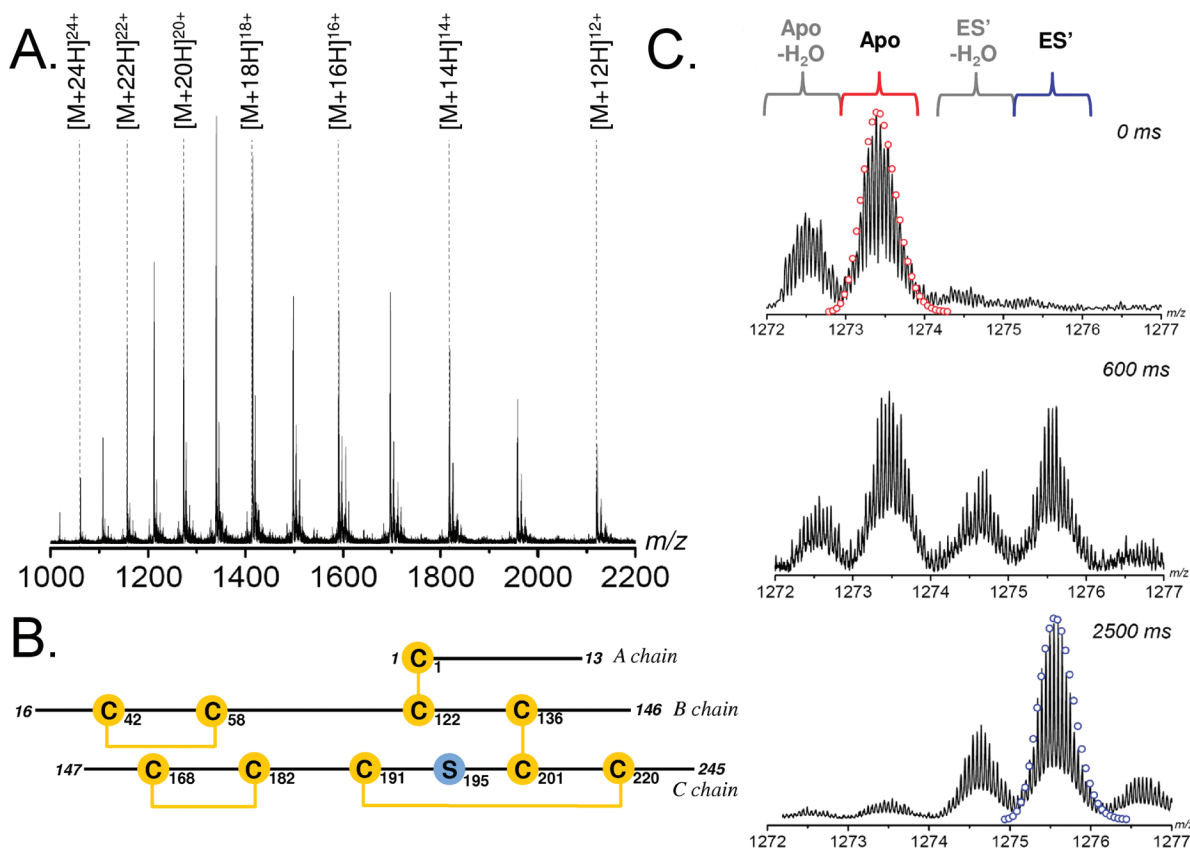 A.
[M+24H]24+
[M+22H]22+
[M+20H]20+
[M+18H]18+
[M+16H]16+
[M+14H]14+
[M+12H]12+
1000 1200 1400 1600 1800 2000 2200
m/z
B.
1 C 1 13 A chain
16 C 42 C 58 C 122 C 136 146 B chain
147 C 168 C 182 C 191 S 195 C 201 C 220 245
C chain
C.
Apo
-H₂O
Apo
ES'
-H₂O
ES'
0 ms
1272 1273 1274 1275 1276 1277
m/z
600 ms
1272 1273 1274 1275 1276 1277
m/z
2500 ms
1272 1273 1274 1275 1276 1277
m/z